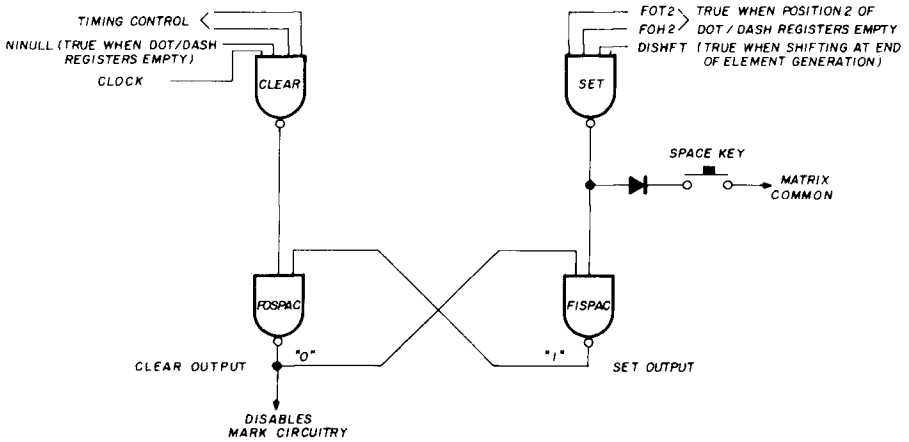 TIMING CONTROL
NINULL (TRUE WHEN DOT/DASH
REGISTERS EMPTY)
CLOCK
CLEAR
FOT2
FOH2
TRUE WHEN POSITION 2 OF
DOT/DASH REGISTERS EMPTY
DISHFT (TRUE WHEN SHIFTING AT END
OF ELEMENT GENERATION)
SET
SPACE KEY
MATRIX
COMMON
FOSPAC
FISPAC
"0"
"1"
CLEAR OUTPUT
SET OUTPUT
DISABLES
MARK CIRCUITRY